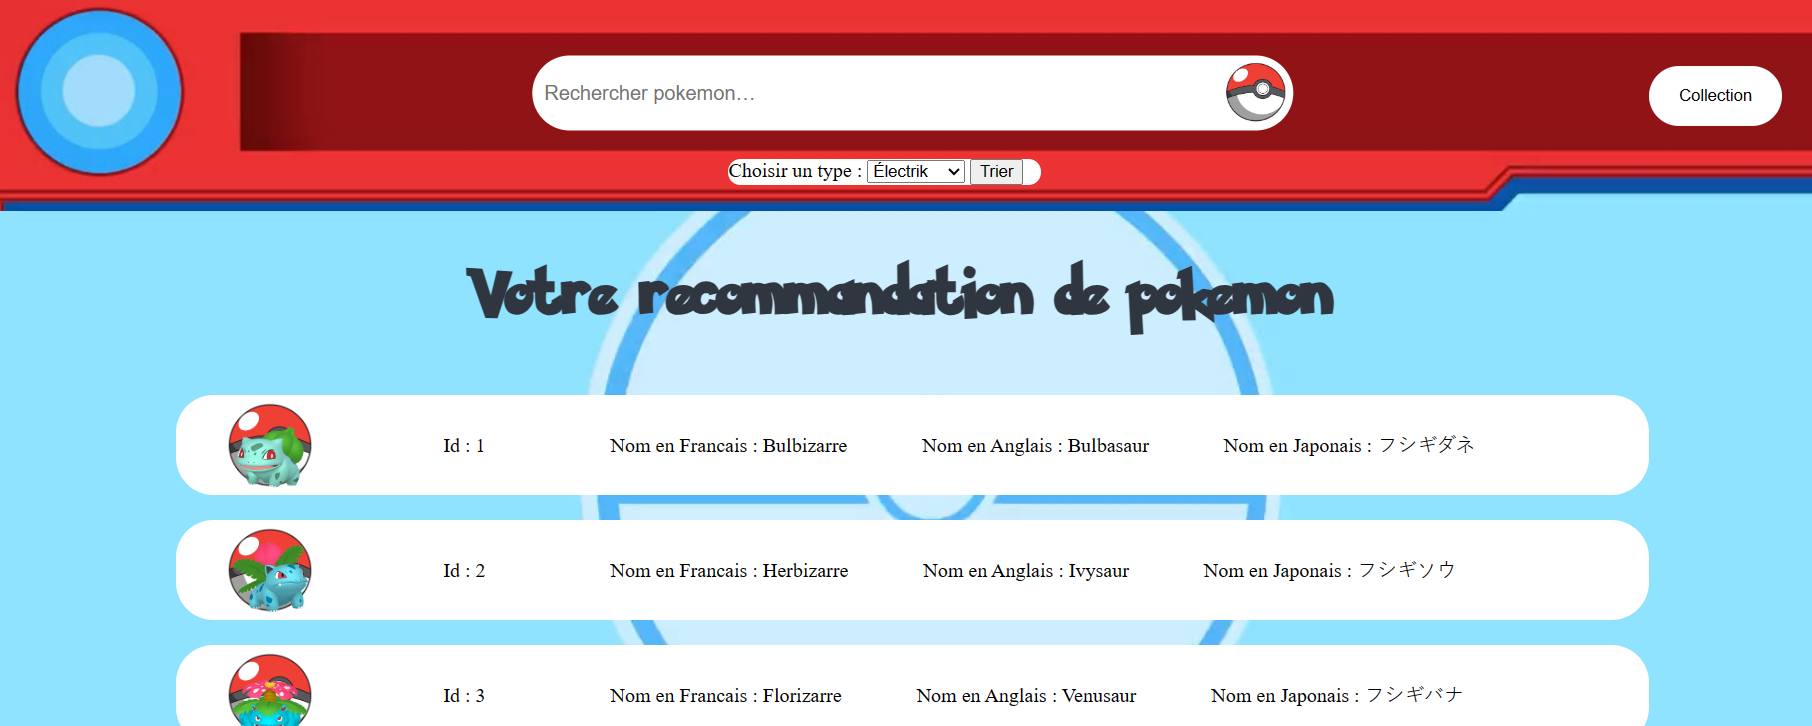 Rechercher pokemon…
Collection
Choisir un type : Électrik Trier
Votre recommandation de pokemon
Id : 1 Nom en Francais : Bulbizarre Nom en Anglais : Bulbasaur Nom en Japonais : フシギダネ
Id : 2 Nom en Francais : Herbizarre Nom en Anglais : Ivysaur Nom en Japonais : フシギソウ
Id : 3 Nom en Francais : Florizarre Nom en Anglais : Venusaur Nom en Japonais : フシギバナ